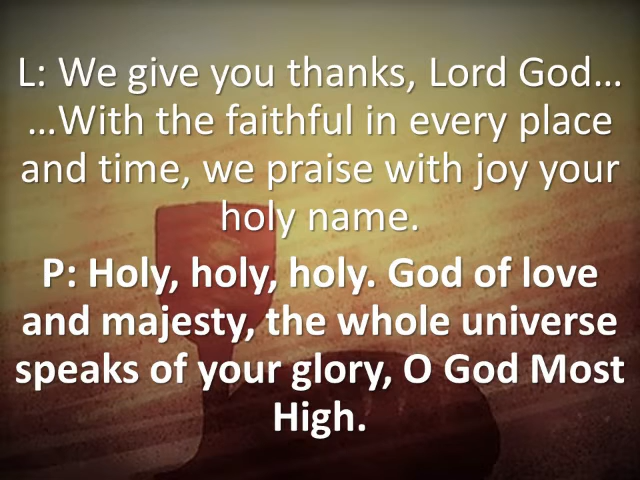 L: We give you thanks, Lord God…
…With the faithful in every place
and time, we praise with joy your
holy name.
P: Holy, holy, holy. God of love
and majesty, the whole universe
speaks of your glory, O God Most
High.